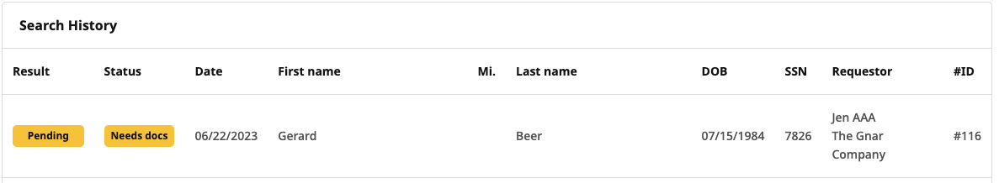 Search History
Result Status Date First name Mi. Last name DOB SSN Requestor #ID
Pending Needs docs 06/22/2023 Gerard Beer 07/15/1984 7826 Jen AAA #116
The Gnar
Company